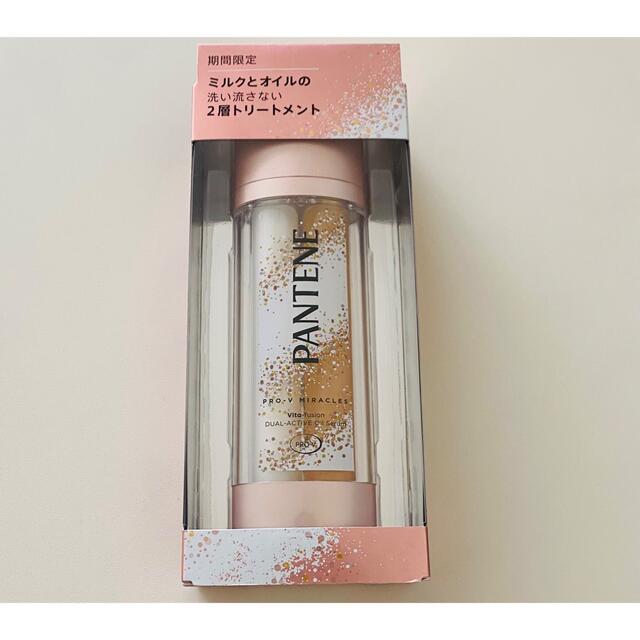 期間限定
ミルクとオイルの
洗い流さない
2層トリートメント
PANTENE
PRO-V MIRACLES
Vita-fusion
DUAL-ACTIVE Oil Serum
PRO-V